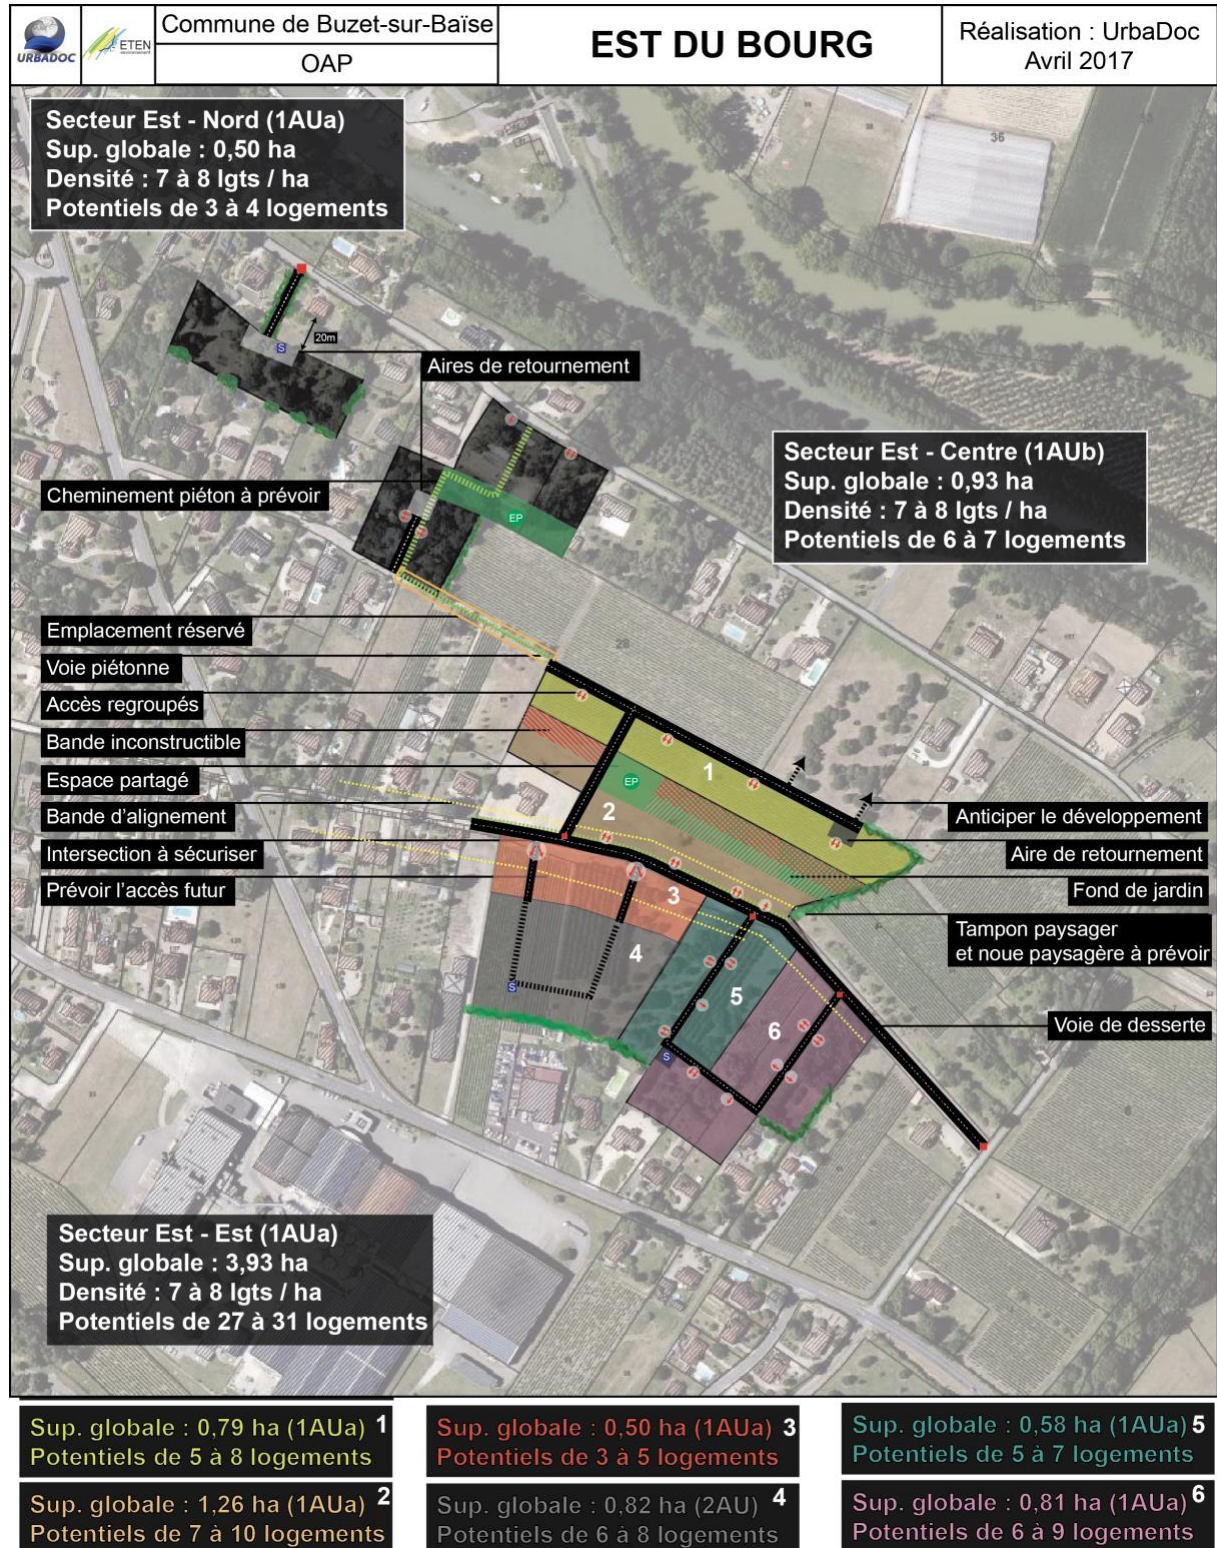 URBADOC
ETEN
environnement
Commune de Buzet-sur-Baïse
OAP
EST DU BOURG
Réalisation : UrbaDoc
Avril 2017
Secteur Est - Nord (1AUa)
Sup. globale : 0,50 ha
Densité : 7 à 8 lgts / ha
Potentiels de 3 à 4 logements
36
20m
S
Aires de retournement
Secteur Est - Centre (1AUb)
Sup. globale : 0,93 ha
Densité : 7 à 8 lgts / ha
Potentiels de 6 à 7 logements
Cheminement piéton à prévoir
EP
Emplacement réservé
28
Voie piétonne
Accès regroupés
Bande inconstructible
Espace partagé
Bande d'alignement
Intersection à sécuriser
Prévoir l'accès futur
1
EP
2
3
4
5
6
S
S
Anticiper le développement
Aire de retournement
Fond de jardin
Tampon paysager
et noue paysagère à prévoir
Voie de desserte
Secteur Est - Est (1AUa)
Sup. globale : 3,93 ha
Densité : 7 à 8 lgts / ha
Potentiels de 27 à 31 logements
Sup. globale : 0,79 ha (1AUa) 1
Potentiels de 5 à 8 logements
Sup. globale : 1,26 ha (1AUa) 2
Potentiels de 7 à 10 logements
Sup. globale : 0,50 ha (1AUa) 3
Potentiels de 3 à 5 logements
Sup. globale : 0,82 ha (2AU) 4
Potentiels de 6 à 8 logements
Sup. globale : 0,58 ha (1AUa) 5
Potentiels de 5 à 7 logements
Sup. globale : 0,81 ha (1AUa) 6
Potentiels de 6 à 9 logements